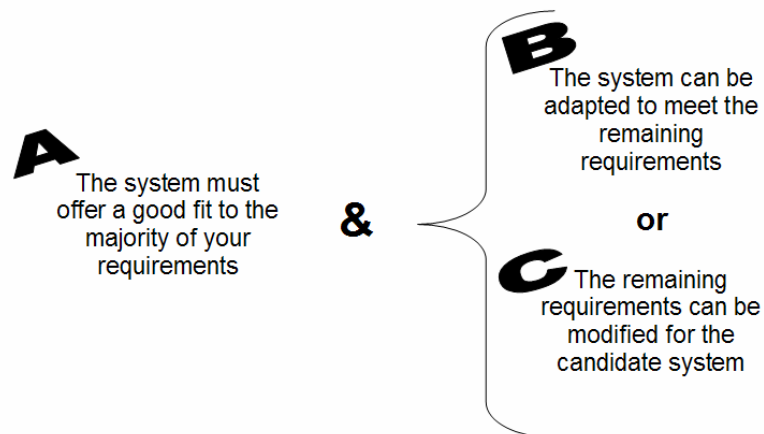 A
The system must
offer a good fit to the
majority of your
requirements
&
B
The system can be
adapted to meet the
remaining
requirements
or
C
The remaining
requirements can be
modified for the
candidate system